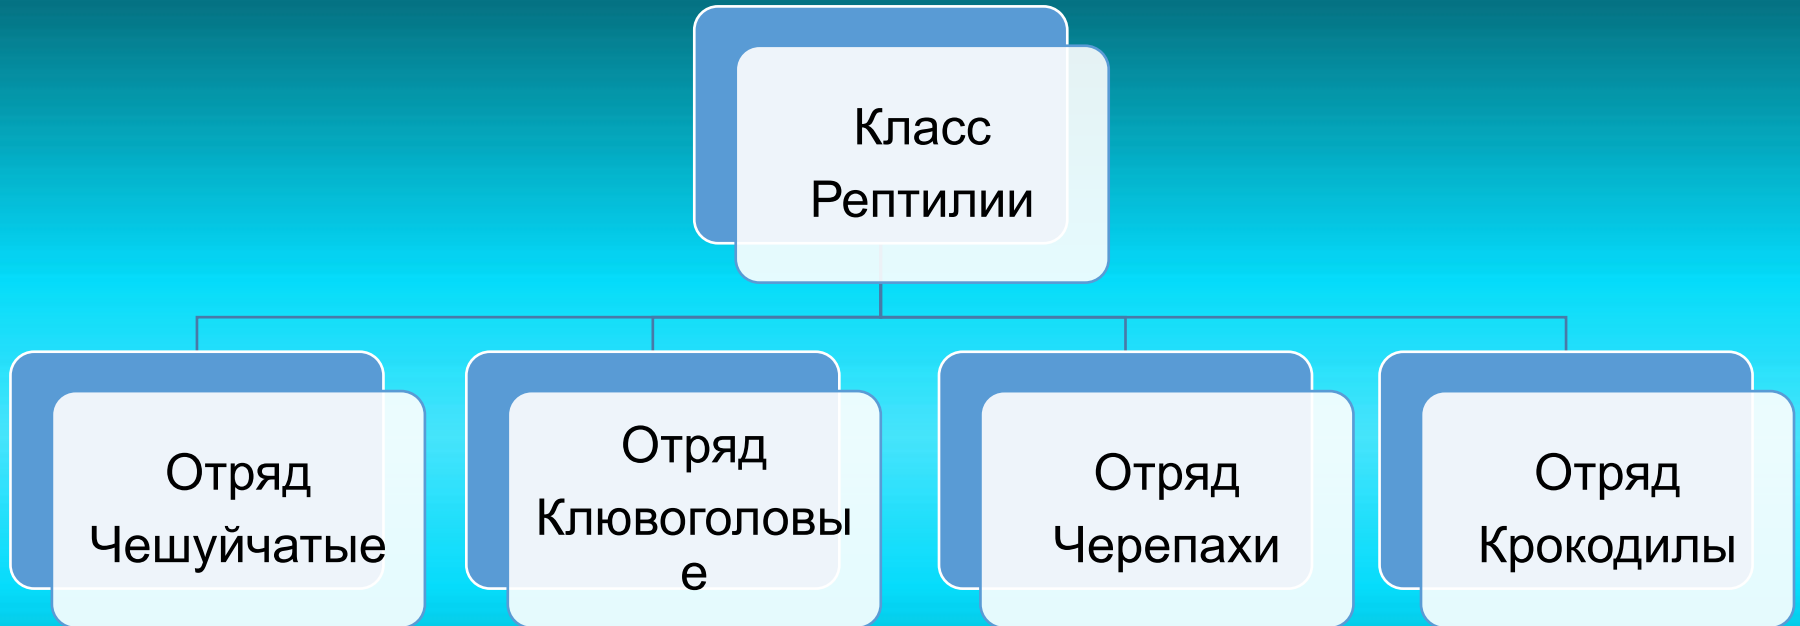 Класс
Рептилии
Отряд
Чешуйчатые
Отряд
Клювоголовы
е
Отряд
Черепахи
Отряд
Крокодилы